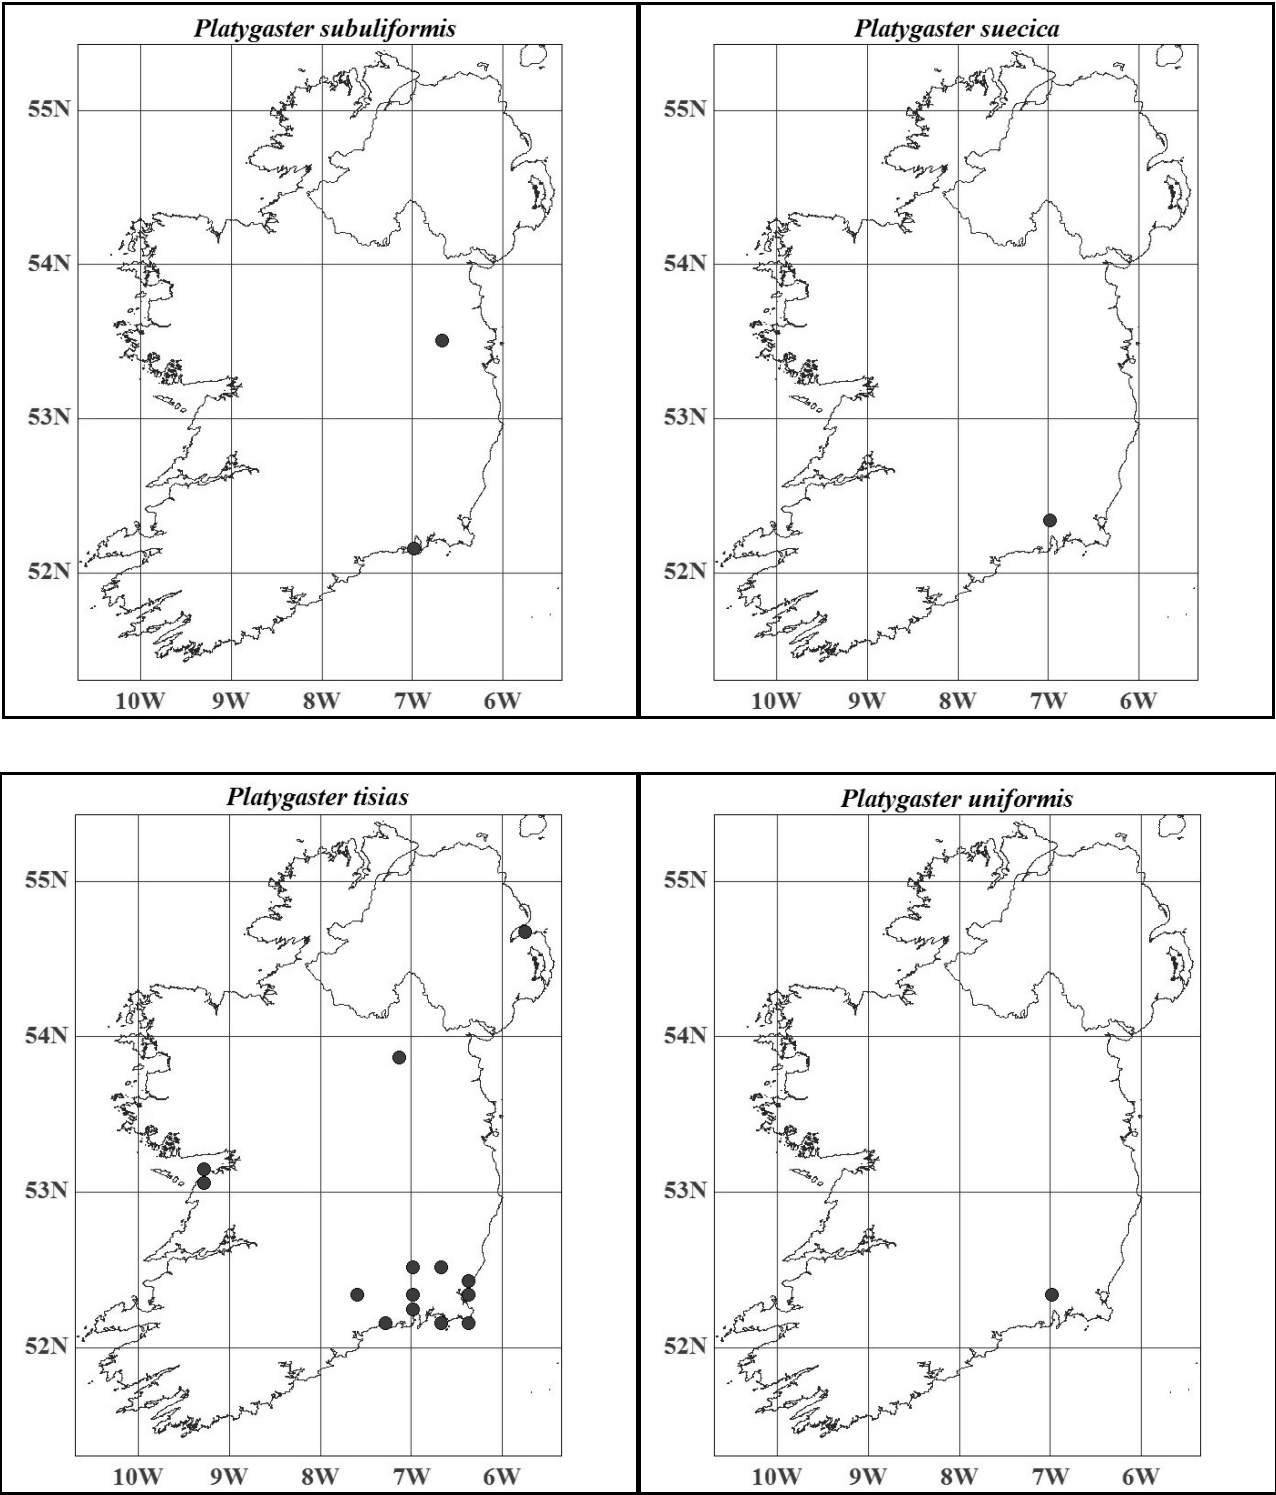 Platygaster subuliformis
55N
54N
53N
52N
10W 9W 8W 7W 6W
Platygaster suecica
55N
54N
53N
52N
10W 9W 8W 7W 6W
Platygaster tisias
55N
54N
53N
52N
10W 9W 8W 7W 6W
Platygaster uniformis
55N
54N
53N
52N
10W 9W 8W 7W 6W